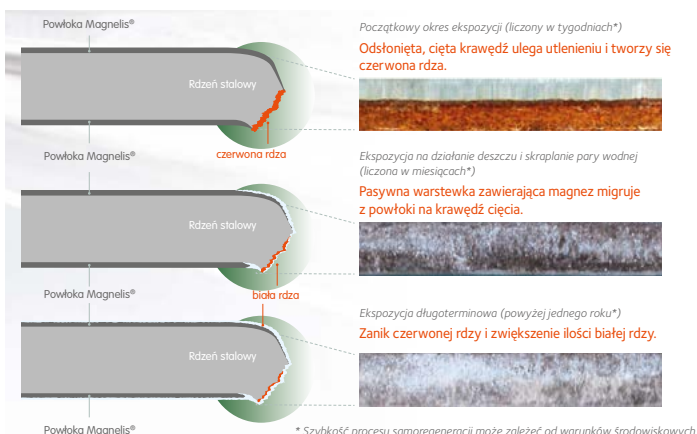 Powłoka Magnelis®
Początkowy okres ekspozycji (liczony w tygodniach*)
Odsłonięta, cięta krawędź ulega utlenieniu i tworzy się
czerwona rdza.
Rdzeń stalowy
czerwona rdza
Powłoka Magnelis®
Ekspozycja na działanie deszczu i skraplanie pary wodnej
(liczona w miesiącach*)
Pasywna warstewka zawierająca magnez migruje
z powłoki na krawędź cięcia.
Rdzeń stalowy
Powłoka Magnelis®
biała rdza
Ekspozycja długoterminowa (powyżej jednego roku*)
Zanik czerwonej rdzy i zwiększenie ilości białej rdzy.
Rdzeń stalowy
Powłoka Magnelis®
* Szybkość procesu samoregeneracji może zależeć od warunków środowiskowych